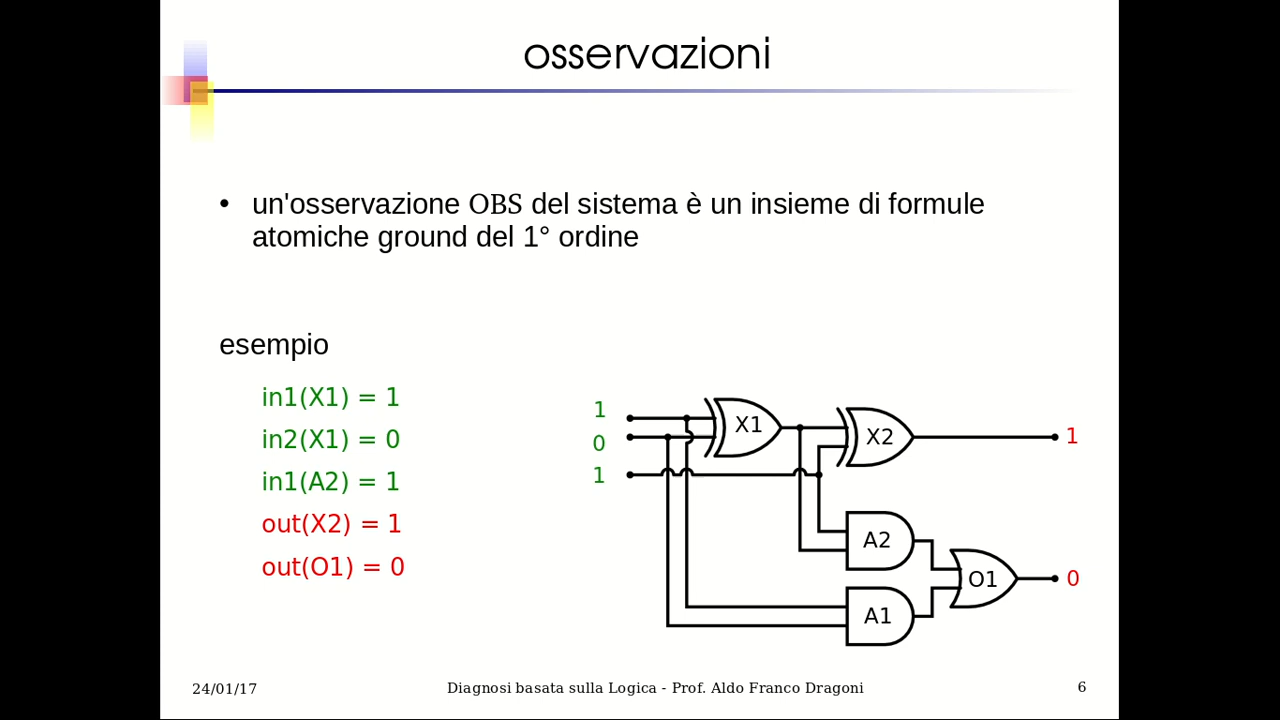 osservazioni
• un'osservazione OBS del sistema è un insieme di formule
atomiche ground del 1° ordine
esempio
in1(X1) = 1
in2(X1) = 0
in1(A2) = 1
out(X2) = 1
out(O1) = 0
1
0
1
X1
X2
1
A2
O1
0
A1
24/01/17
Diagnosi basata sulla Logica - Prof. Aldo Franco Dragoni
6